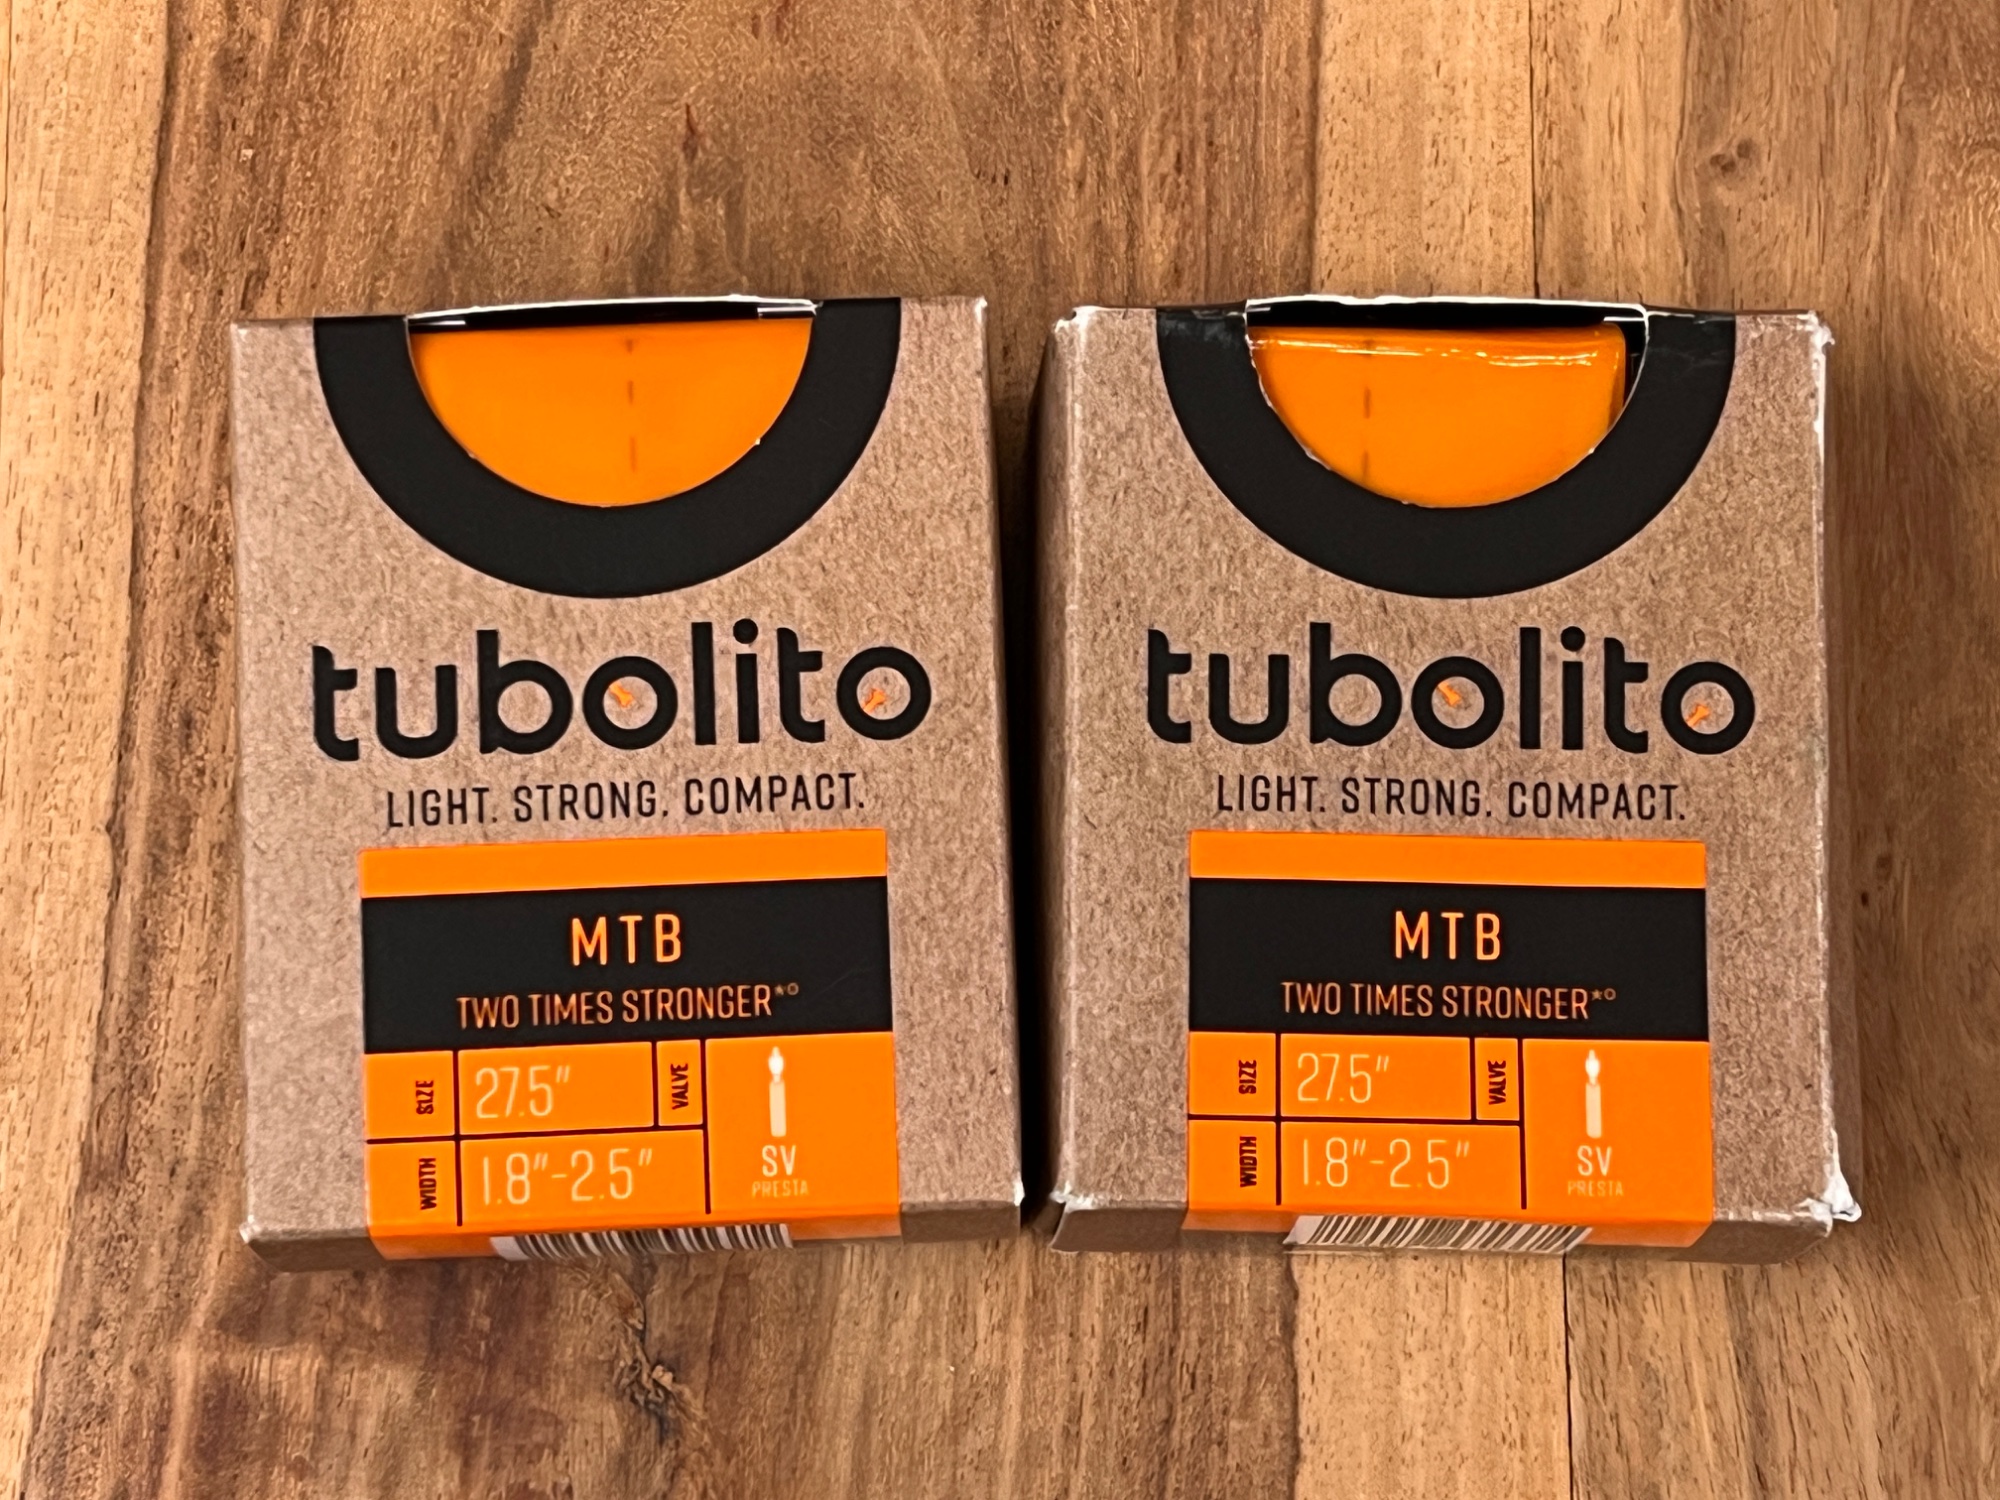 tubolito
LIGHT. STRONG. COMPACT.
MTB
TWO TIMES STRONGER*°
SIZE
27.5"
VALVE
WIDTH
1.8"-2.5"
SV
PRESTA
tubolito
LIGHT. STRONG. COMPACT.
MTB
TWO TIMES STRONGER*°
SIZE
27.5"
VALVE
WIDTH
1.8"-2.5"
SV
PRESTA